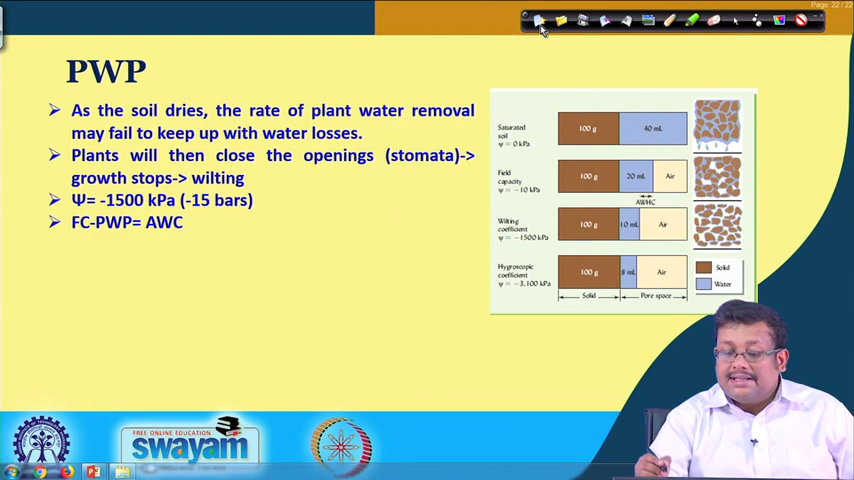 Page: 22 / 22
PWP
➢ As the soil dries, the rate of plant water removal
may fail to keep up with water losses.
➢ Plants will then close the openings (stomata)->
growth stops-> wilting
➢ Ψ= -1500 kPa (-15 bars)
➢ FC-PWP= AWC
Saturated
soil
ψ = 0 kPa
100 g
40 mL
Field
capacity
ψ = −10 kPa
100 g
20 mL
Air
AWHC
Wilting
coefficient
ψ = −1500 kPa
100 g
10 mL
Air
Hygroscopic
coefficient
ψ = −3,100 kPa
100 g
8 mL
Air
Solid
Pore space
Solid
Water
FREE ONLINE EDUCATION
swayam